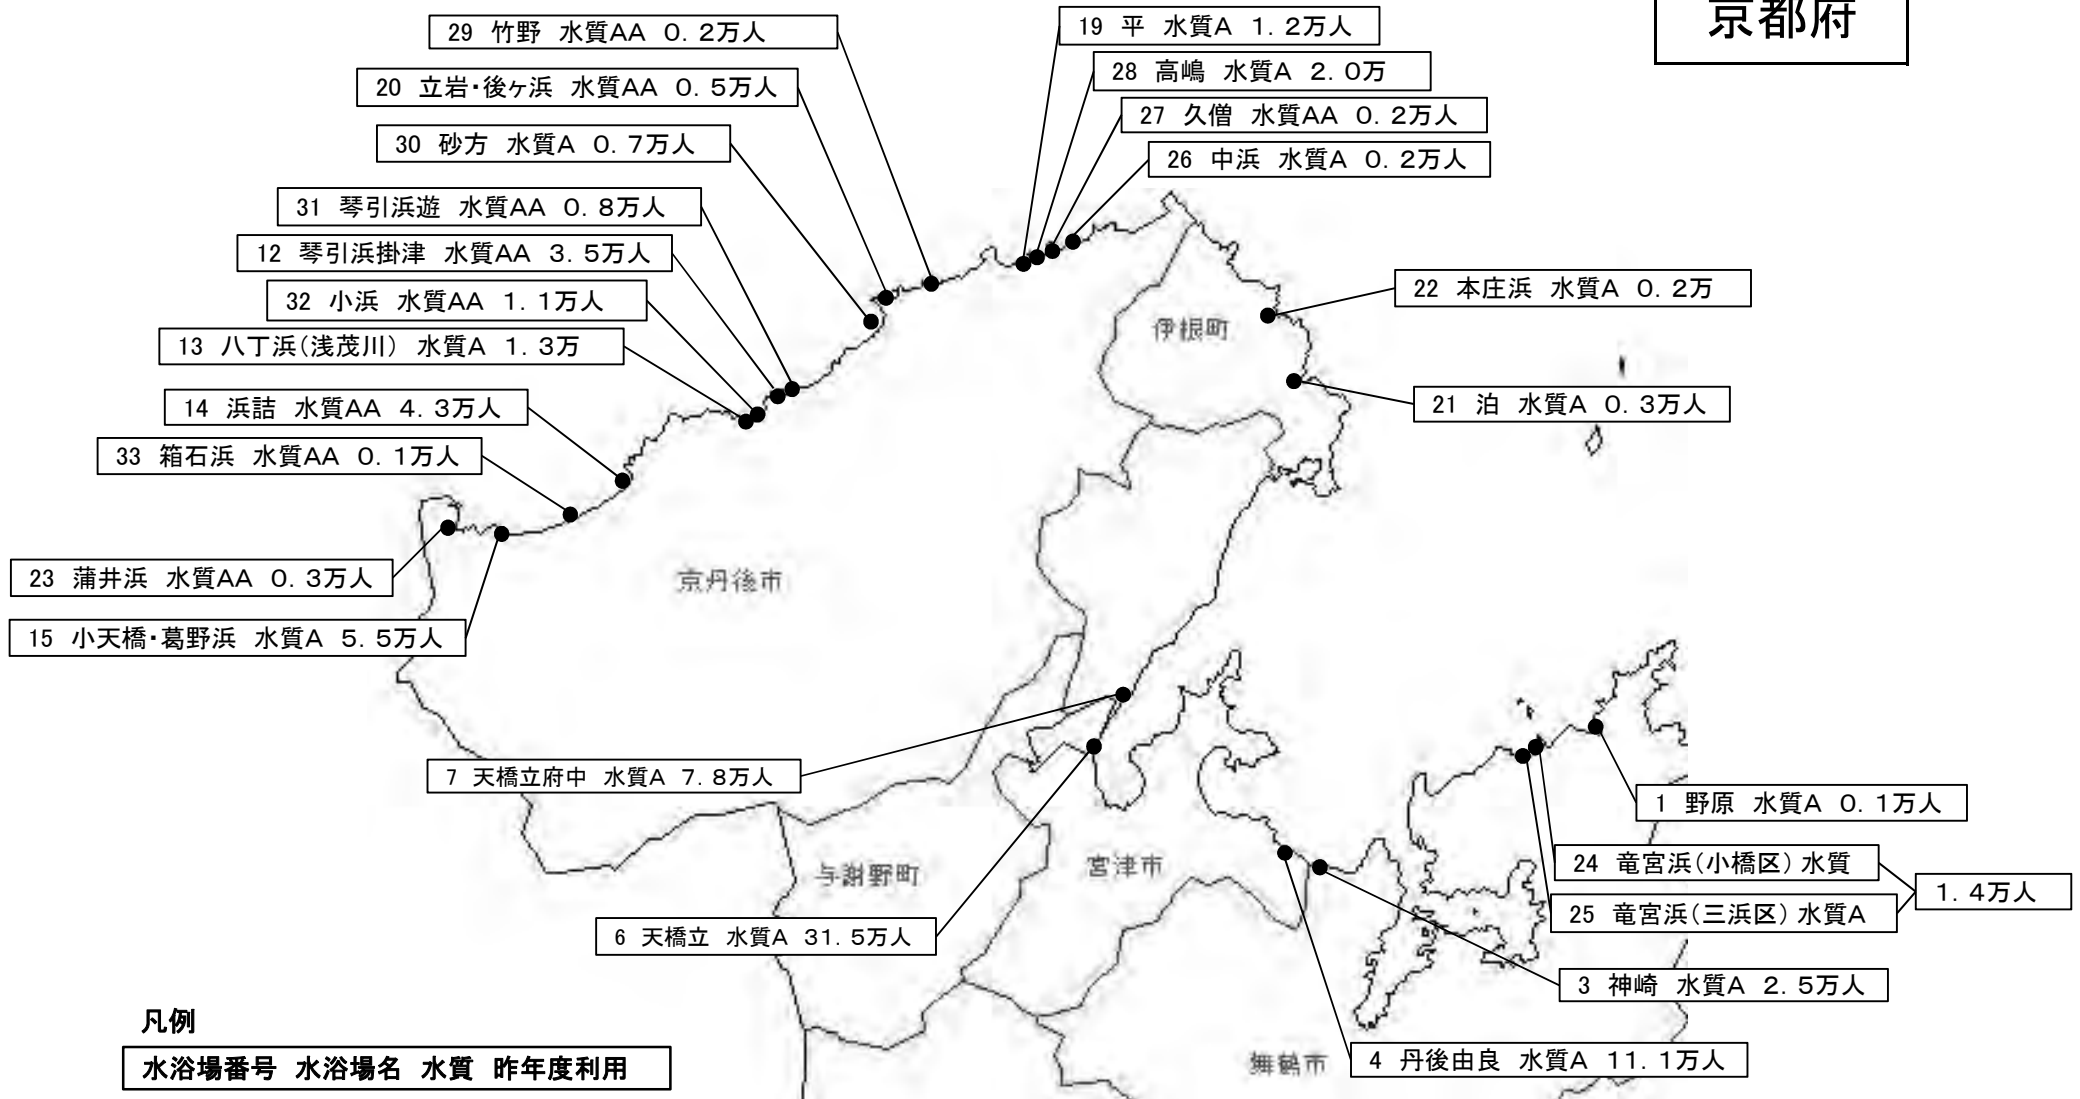 京都府
29 竹野 水質AA 0.2万人
19 平 水質A 1.2万人
20 立岩・後ヶ浜 水質AA 0.5万人
28 高嶋 水質A 2.0万
27 久僧 水質AA 0.2万人
30 砂方 水質A 0.7万人
26 中浜 水質A 0.2万人
31 琴引浜遊 水質AA 0.8万人
12 琴引浜掛津 水質AA 3.5万人
32 小浜 水質AA 1.1万人
22 本庄浜 水質A 0.2万
伊根町
13 八丁浜(浅茂川) 水質A 1.3万
14 浜詰 水質AA 4.3万人
21 泊 水質A 0.3万人
33 箱石浜 水質AA 0.1万人
23 蒲井浜 水質AA 0.3万人
京丹後市
15 小天橋・葛野浜 水質A 5.5万人
7 天橋立府中 水質A 7.8万人
1 野原 水質A 0.1万人
24 竜宮浜(小橋区)水質
与謝野町
宮津市
1.4万人
25 竜宮浜(三浜区)水質A
6 天橋立 水質A 31.5万人
3 神崎 水質A 2.5万人
凡例
舞鶴市
4 丹後由良 水質A 11.1万人
水浴場番号 水浴場名 水質 昨年度利用